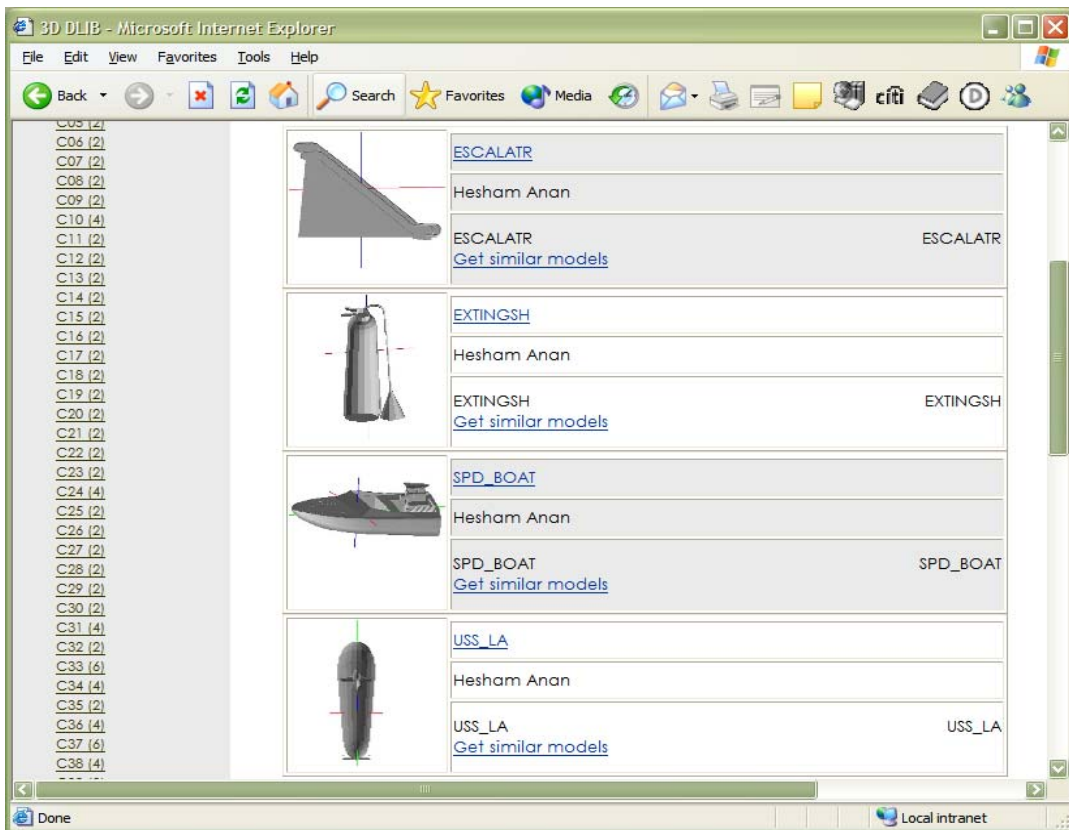 3D DLIB - Microsoft Internet Explorer
File Edit View Favorites Tools Help
Back Search Favorites Media citi D
C05 (2)
C06 (2)
C07 (2)
C08 (2)
C09 (2)
C10 (4)
C11 (2)
C12 (2)
C13 (2)
C14 (2)
C15 (2)
C16 (2)
C17 (2)
C18 (2)
C19 (2)
C20 (2)
C21 (2)
C22 (2)
C23 (2)
C24 (4)
C25 (2)
C26 (2)
C27 (2)
C28 (2)
C29 (2)
C30 (2)
C31 (4)
C32 (2)
C33 (6)
C34 (4)
C35 (2)
C36 (4)
C37 (6)
C38 (4)
ESCALATR
Hesham Anan
ESCALATR ESCALATR
Get similar models
EXTINGSH
Hesham Anan
EXTINGSH EXTINGSH
Get similar models
SPD_BOAT
Hesham Anan
SPD_BOAT SPD_BOAT
Get similar models
USS_LA
Hesham Anan
USS_LA USS_LA
Get similar models
Done Local intranet